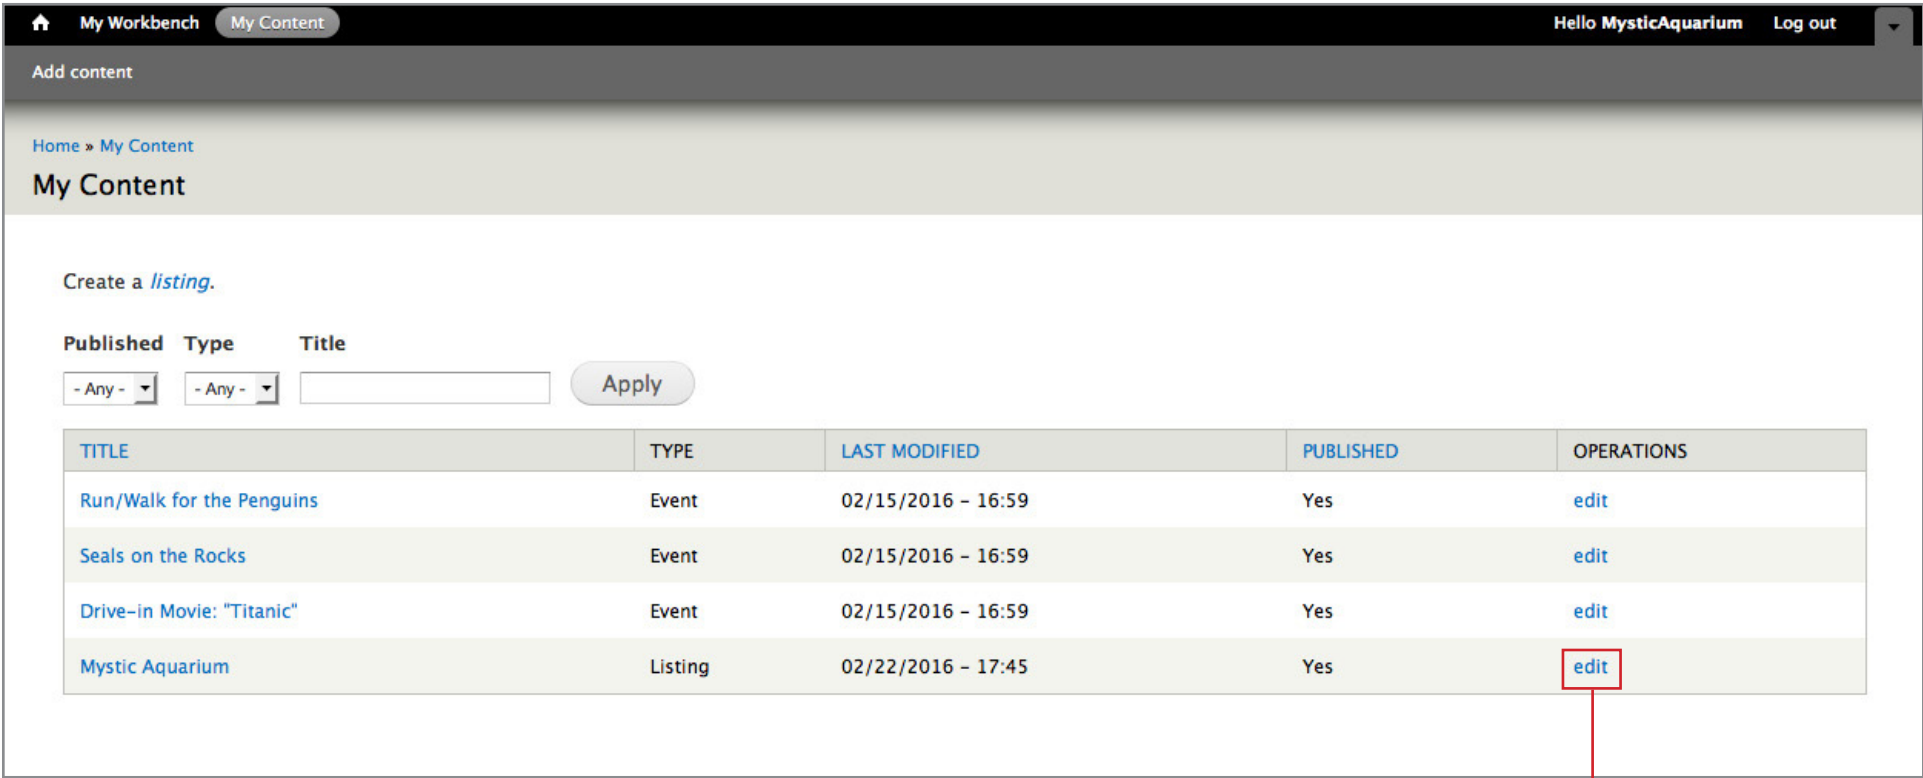 My Workbench My Content Hello MysticAquarium Log out
Add content
Home » My Content
My Content
Create a listing.
Published Type Title
- Any - - Any - Apply
TITLE TYPE LAST MODIFIED PUBLISHED OPERATIONS
Run/Walk for the Penguins Event 02/15/2016 – 16:59 Yes edit
Seals on the Rocks Event 02/15/2016 – 16:59 Yes edit
Drive-in Movie: "Titanic" Event 02/15/2016 – 16:59 Yes edit
Mystic Aquarium Listing 02/22/2016 – 17:45 Yes edit